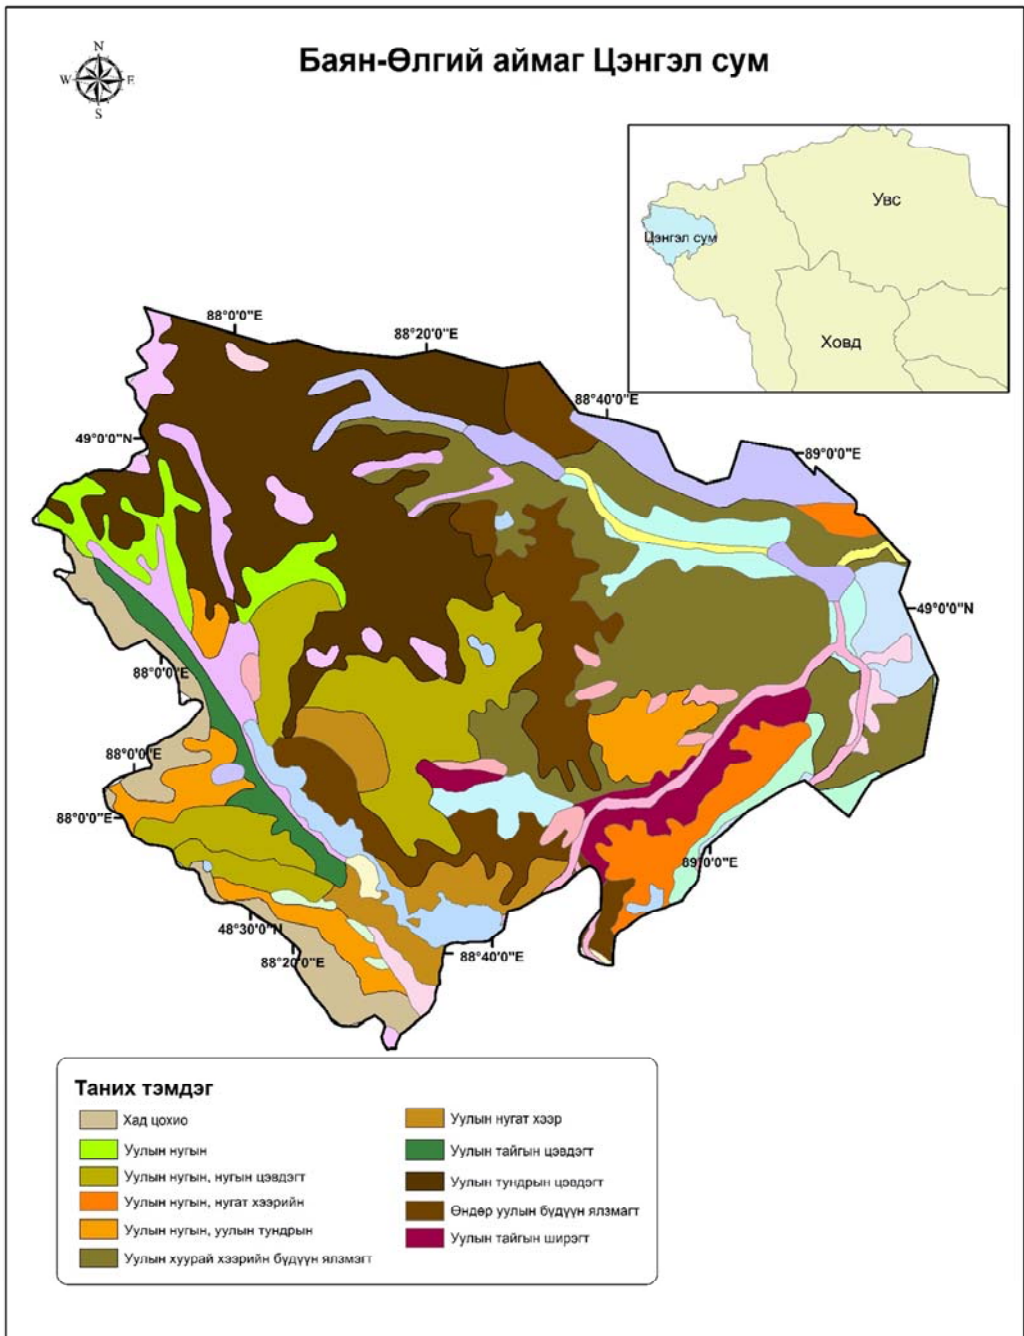 Баян-Өлгий аймаг Цэнгэл сум
N
W E
S
Увс
Цэнгэл сум
Ховд
88°0'0"E
88°20'0"E
88°40'0"E
49°0'0"N
89°0'0"E
49°0'0"N
88°0'0"E
88°0'0"E
88°0'0"E
89°0'0"E
48°30'0"N
88°20'0"E
88°40'0"E
Таних тэмдэг
Хад цохио
Уулын нугын
Уулын нугын, нугын цэвдэгт
Уулын нугын, нугат хээрийн
Уулын нугын, уулын тундрын
Уулын хуурай хээрийн бүдүүн ялзмэгт
Уулын нугат хээр
Уулын тайгын цэвдэгт
Уулын тундрын цэвдэгт
Өндөр уулын бүдүүн ялзмагт
Уулын тайгын ширэгт